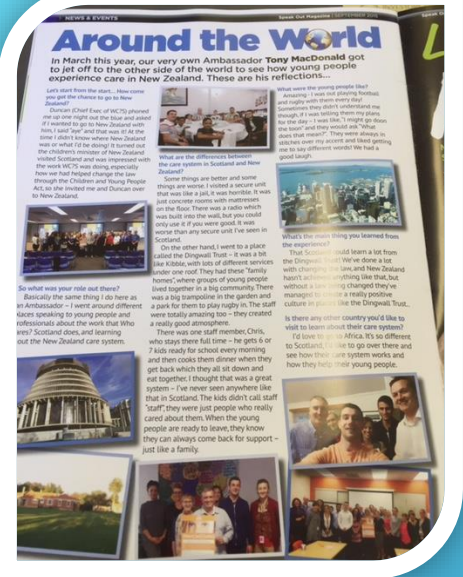 NEWS & EVENTS
Speak Out Magazine | SEPTEMBER
Around the World
In March this year, our very own Ambassador Tony MacDonald got
to jet off to the other side of the world to see how young people
experience care in New Zealand. These are his reflections...
Let's start from the start... How come
you got the chance to go to New
Zealand?
Duncan (Chief Exec of WC?S) phoned
me up one night out the blue and asked
if I wanted to go to New Zealand with
him, I said "aye" and that was it! At the
time I didn't know where New Zealand
was or what I'd be doing! It turned out
the children's minister of New Zealand
visited Scotland and was impressed with
the work WC?S was doing, especially
how we had helped change the law
through the Children and Young People
Act, so she invited me and Duncan over
to New Zealand.
So what was your role out there?
Basically the same thing I do here as
an Ambassador – I went around different
places speaking to young people and
professionals about the work that Who
Cares? Scotland does, and learning
out the New Zealand care system.
What are the differences between
the care system in Scotland and New
Zealand?
Some things are better and some
things are worse. I visited a secure unit
that was like a jail, it was horrible. It was
just concrete rooms with mattresses
on the floor. There was a radio which
was built into the wall, but you could
only use it if you were good. It was
worse than any secure unit I've seen in
Scotland.
On the other hand, I went to a place
called the Dingwall Trust – it was a bit
like Kibble, with lots of different services
under one roof. They had these "family
homes", where groups of young people
lived together in a big community. There
was a big trampoline in the garden and
a park for them to play rugby in. The staff
were totally amazing too – they created
a really good atmosphere.
There was one staff member, Chris,
who stays there full time – he gets 6 or
7 kids ready for school every morning
and then cooks them dinner when they
get back which they all sit down and
eat together. I thought that was a great
system – I've never seen anywhere like
that in Scotland. The kids didn't call staff
"staff", they were just people who really
cared about them. When the young
people are ready to leave, they know
they can always come back for support –
just like a family.
What were the young people like?
Amazing - I was out playing football
and rugby with them every day!
Sometimes they didn't understand me
though, if I was telling them my plans
for the day – I was like, "I might go doon
the toon" and they would ask "What
does that mean?". They were always in
stitches over my accent and liked getting
me to say different words! We had a
good laugh.
What's the main thing you learned from
the experience?
That Scotland could learn a lot from
the Dingwall Trust! We've done a lot
with changing the law, and New Zealand
hasn't achieved anything like that, but
without a law being changed they've
managed to create a really positive
culture in places like the Dingwall Trust.
Is there any other country you'd like to
visit to learn about their care system?
I'd love to go to Africa. It's so different
to Scotland, I'd like to go over there and
see how their care system works and
how they help their young people.